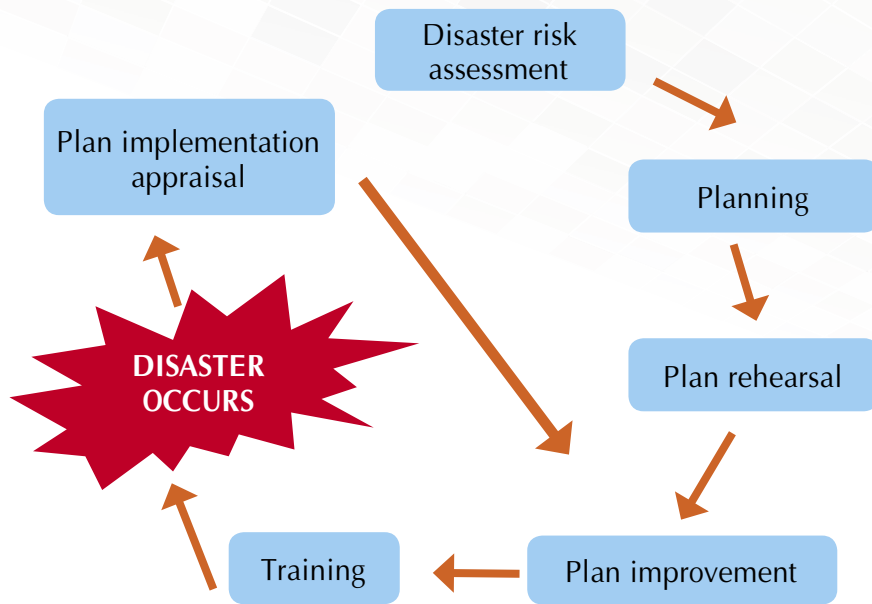 Disaster risk
assessment
Plan implementation
appraisal
Planning
DISASTER
OCCURS
Plan rehearsal
Training
Plan improvement